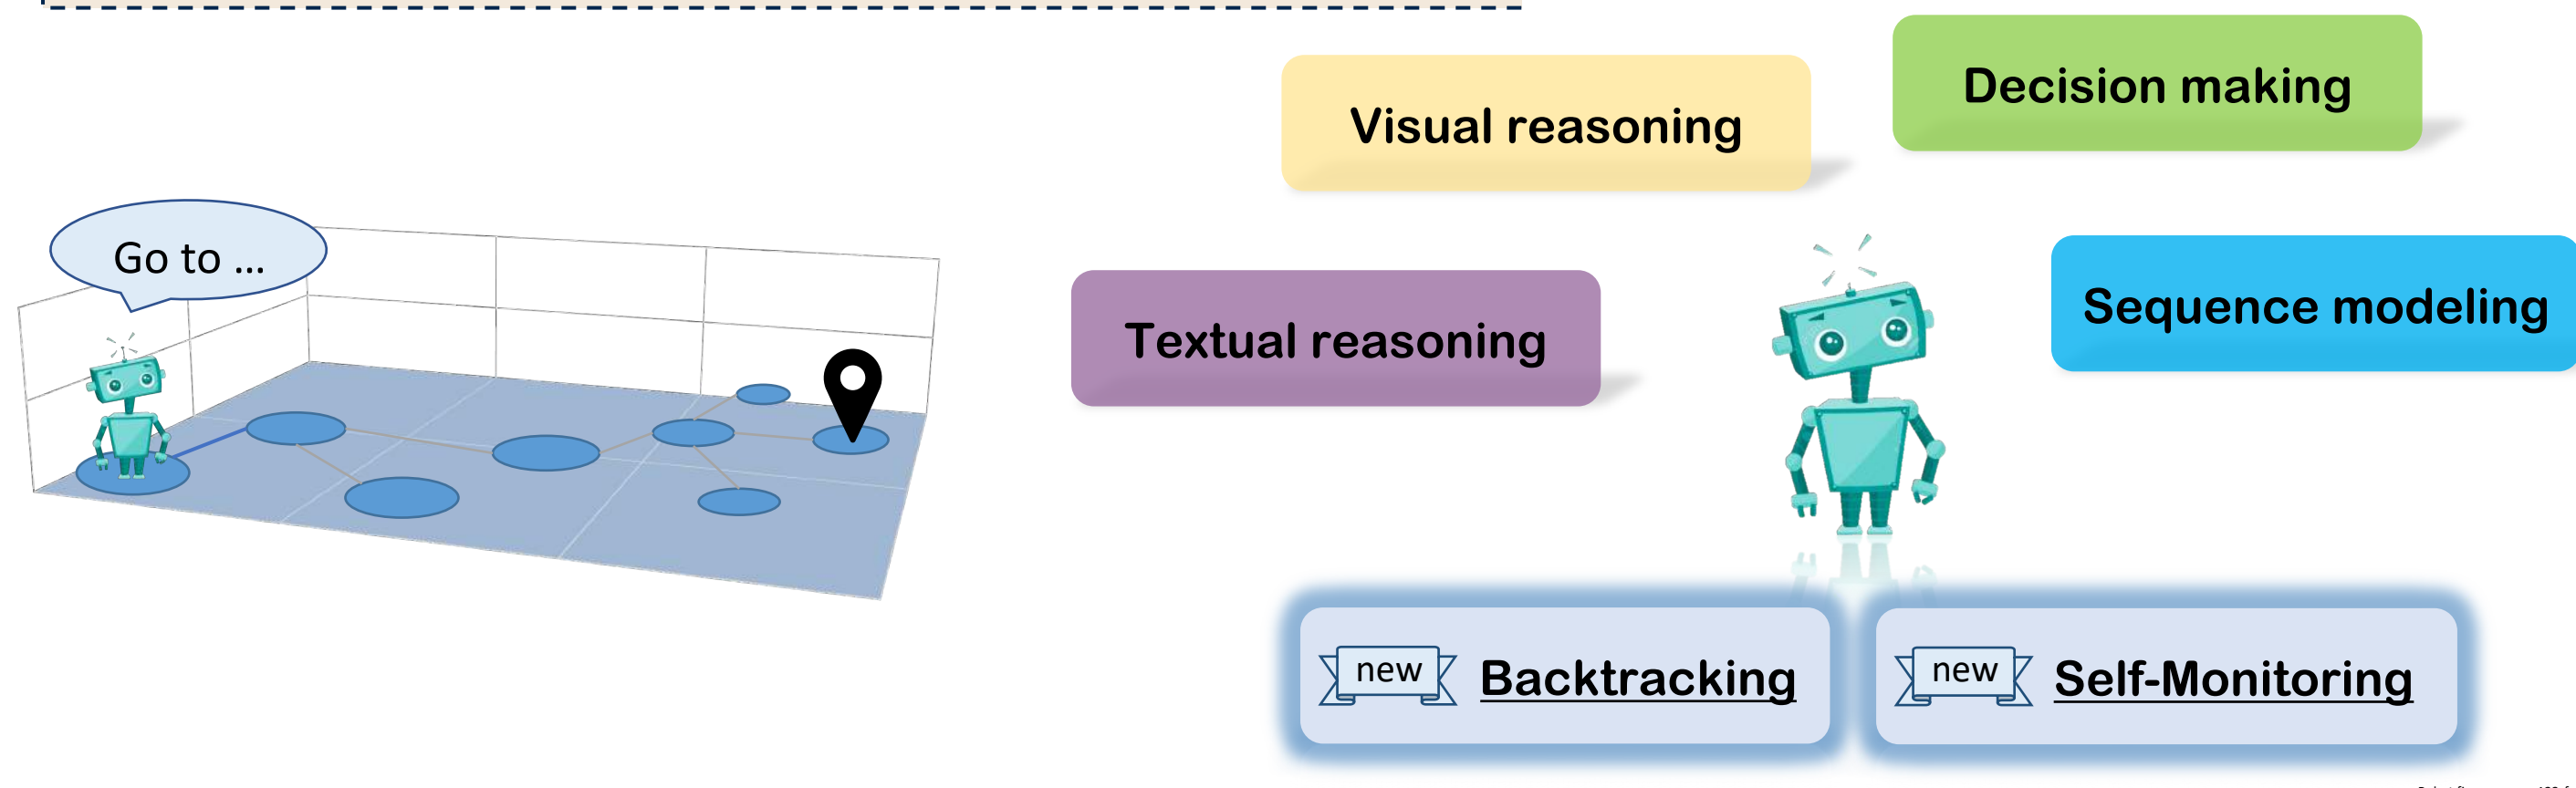 Decision making
Visual reasoning
Go to ...
Sequence modeling
Textual reasoning
new Backtracking
new Self-Monitoring